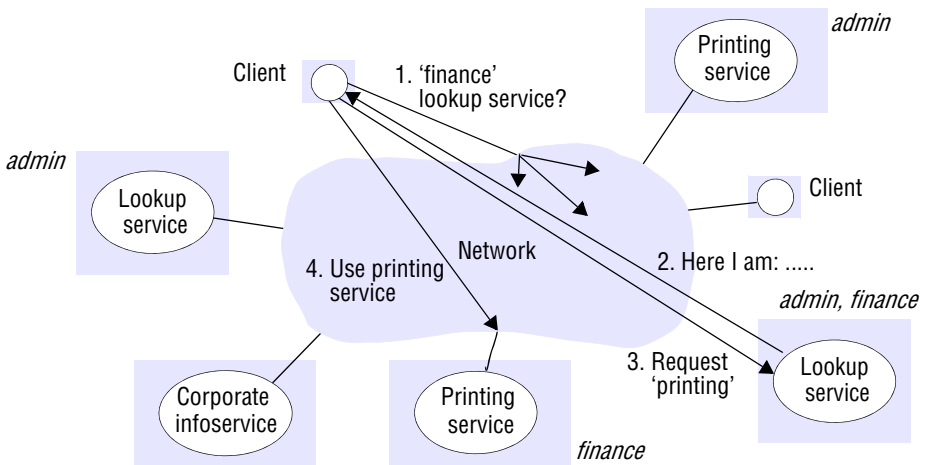 admin
Printing
service
Client
1. ‘finance’
lookup service?
admin
Lookup
service
Client
Network
4. Use printing
service
2. Here I am: .....
admin, finance
3. Request
‘printing’
Lookup
service
Corporate
infoservice
Printing
service
finance